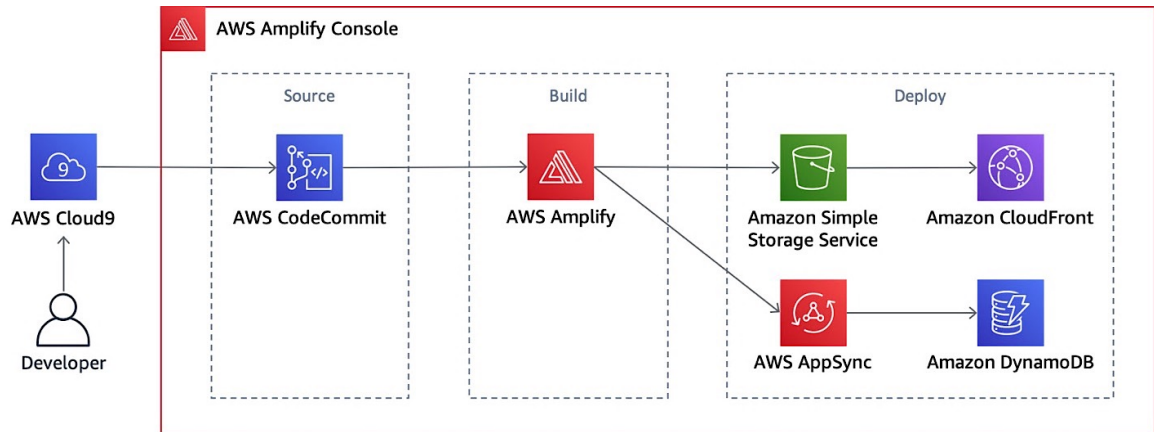 AWS Amplify Console
Source
Build
Deploy
9
</>
AWS Cloud9
AWS CodeCommit
AWS Amplify
Amazon Simple
Storage Service
Amazon CloudFront
Developer
AWS AppSync
Amazon DynamoDB